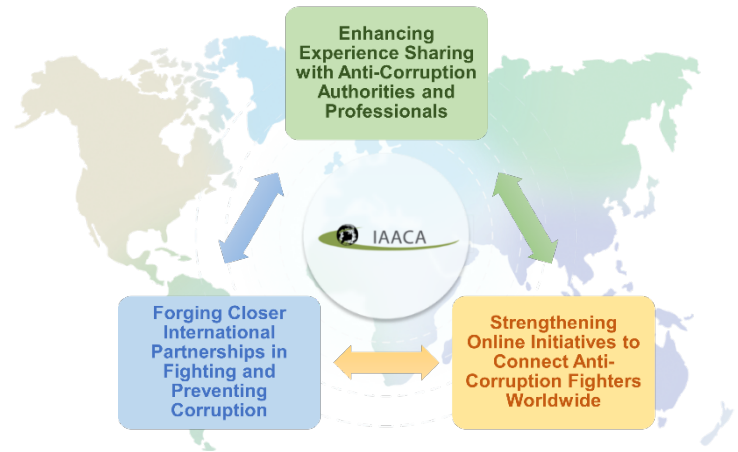 Enhancing
Experience Sharing
with Anti-Corruption
Authorities and
Professionals
IAACA
Forging Closer
International
Partnerships in
Fighting and
Preventing
Corruption
Strengthening
Online Initiatives to
Connect Anti-
Corruption Fighters
Worldwide